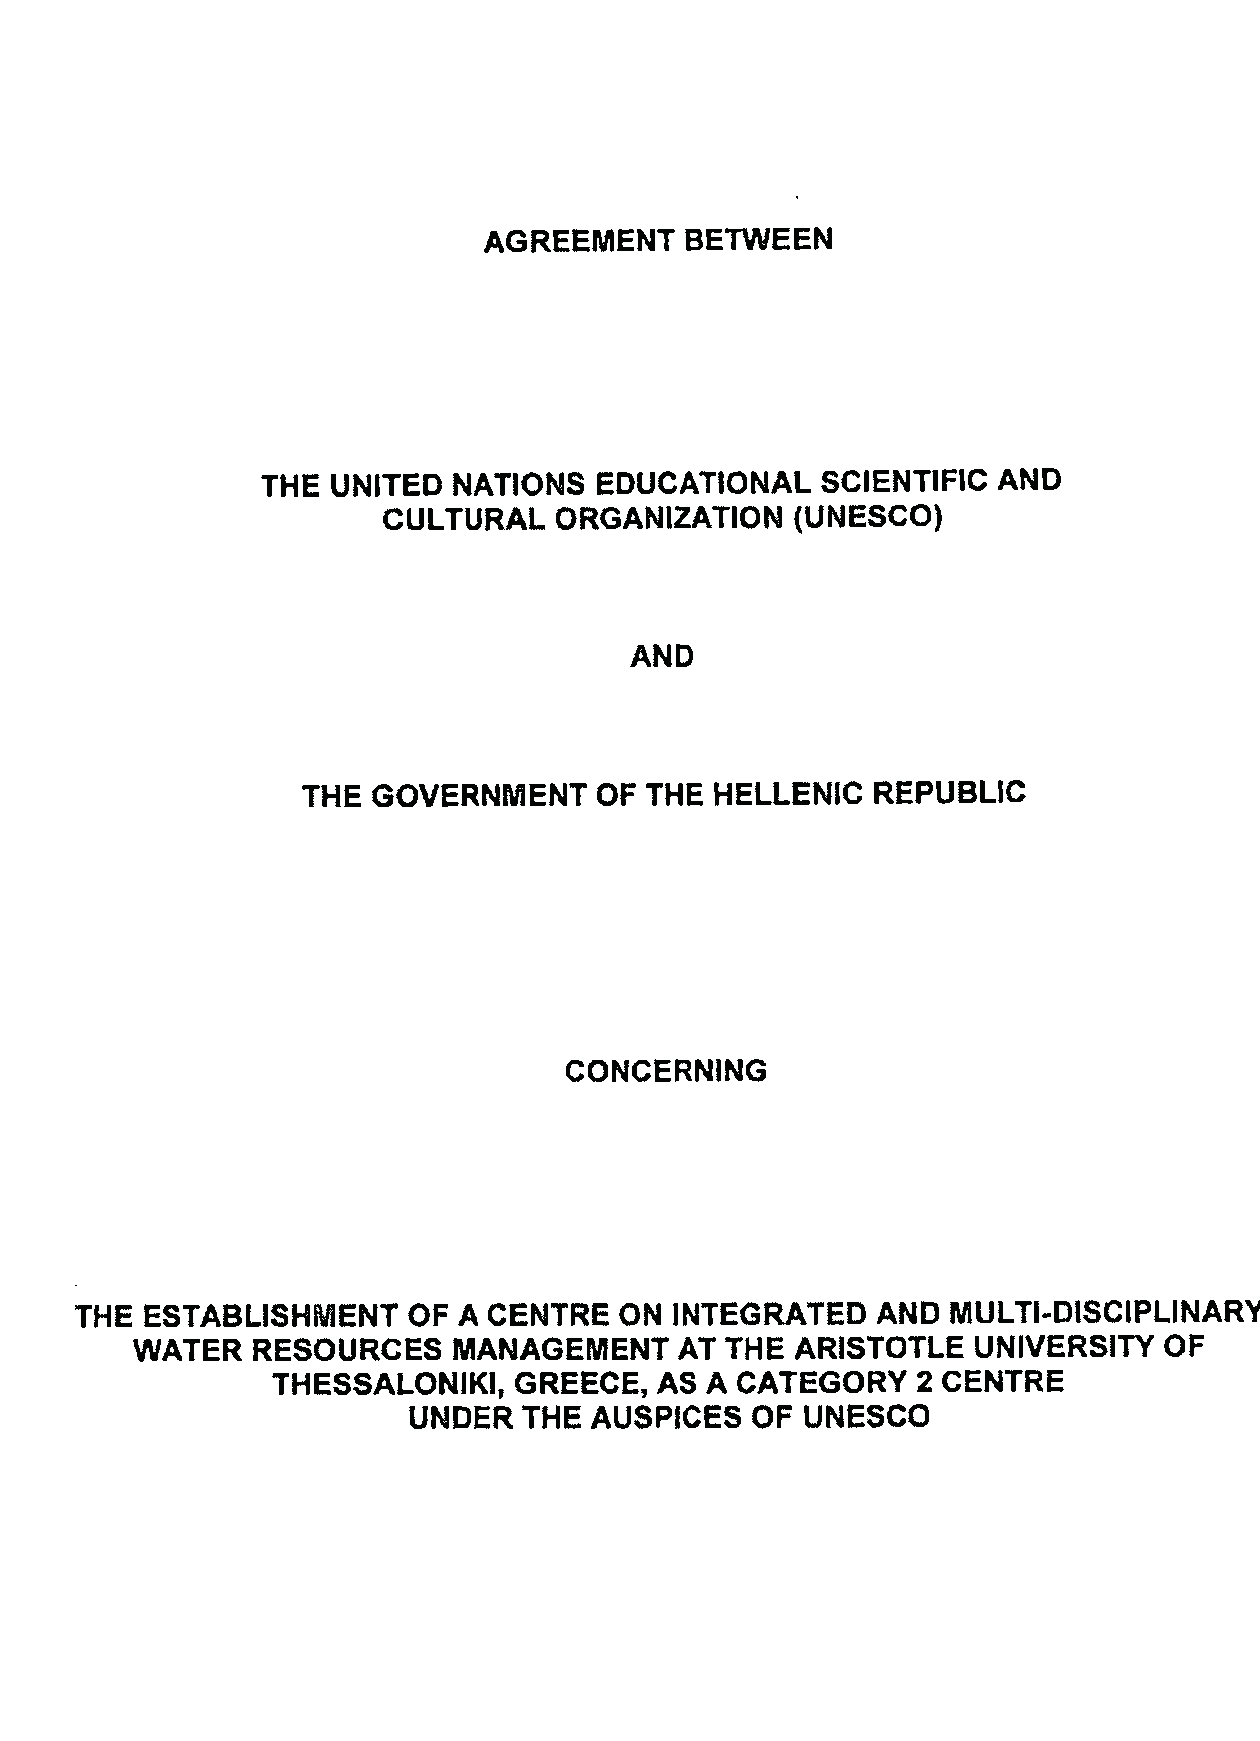 AGREEMENT BETWEEN
THE UNITED NATIONS EDUCATIONAL SCIENTIFIC AND
CULTURAL ORGANIZATION (UNESCO)
AND
THE GOVERNMENT OF THE HELLENIC REPUBLIC
CONCERNING
THE ESTABLISHMENT OF A CENTRE ON INTEGRATED AND MULTI-DISCIPLINARY
WATER RESOURCES MANAGEMENT AT THE ARISTOTLE UNIVERSITY OF
THESSALONIKI, GREECE, AS A CATEGORY 2 CENTRE
UNDER THE AUSPICES OF UNESCO